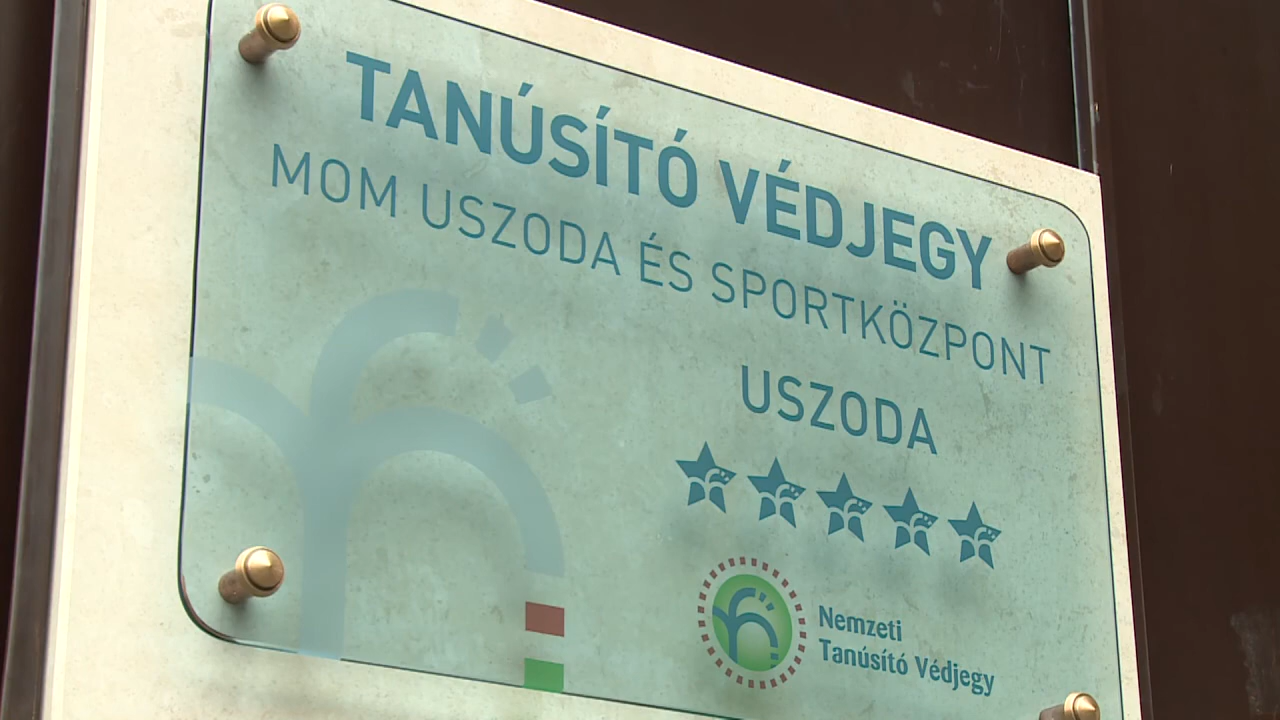 TANÚSÍTÓ VÉDJEGY
MOM USZODA ÉS SPORTKÖZPONT
USZODA
Nemzeti
Tanúsító Védjegy